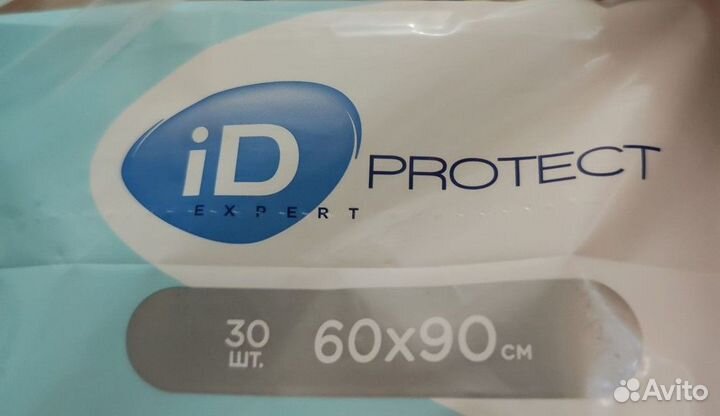 iD PROTECT
EXPERT
30 ШТ. 60x90 см
Avito